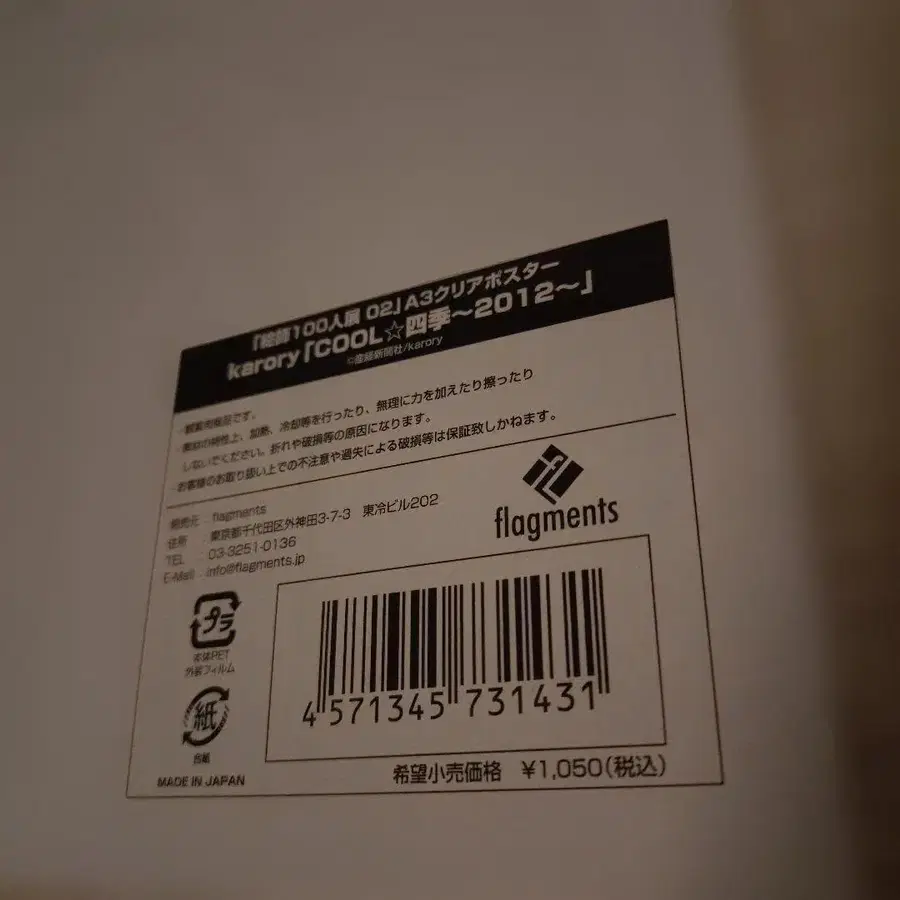 「絵師100人展 02」A3クリアポスター
karory「COOL☆四季～2012～」
©産経新聞社/karory
・観賞用商品です。
・素材の特性上、加熱、冷却等を行ったり、無理に力を加えたり擦ったり
しないでください。折れや破損等の原因になります。
・お客様のお取り扱い上での不注意や過失による破損等は保証致しかねます。
発売元 : flagments
住所 : 東京都千代田区外神田3-7-3 東冷ビル202
TEL : 03-3251-0136
E-Mail : info@flagments.jp
flagments
プラ
本体PET
外装フィルム
紙
台紙
MADE IN JAPAN
4 571345 731431
希望小売価格 ¥1,050(税込)